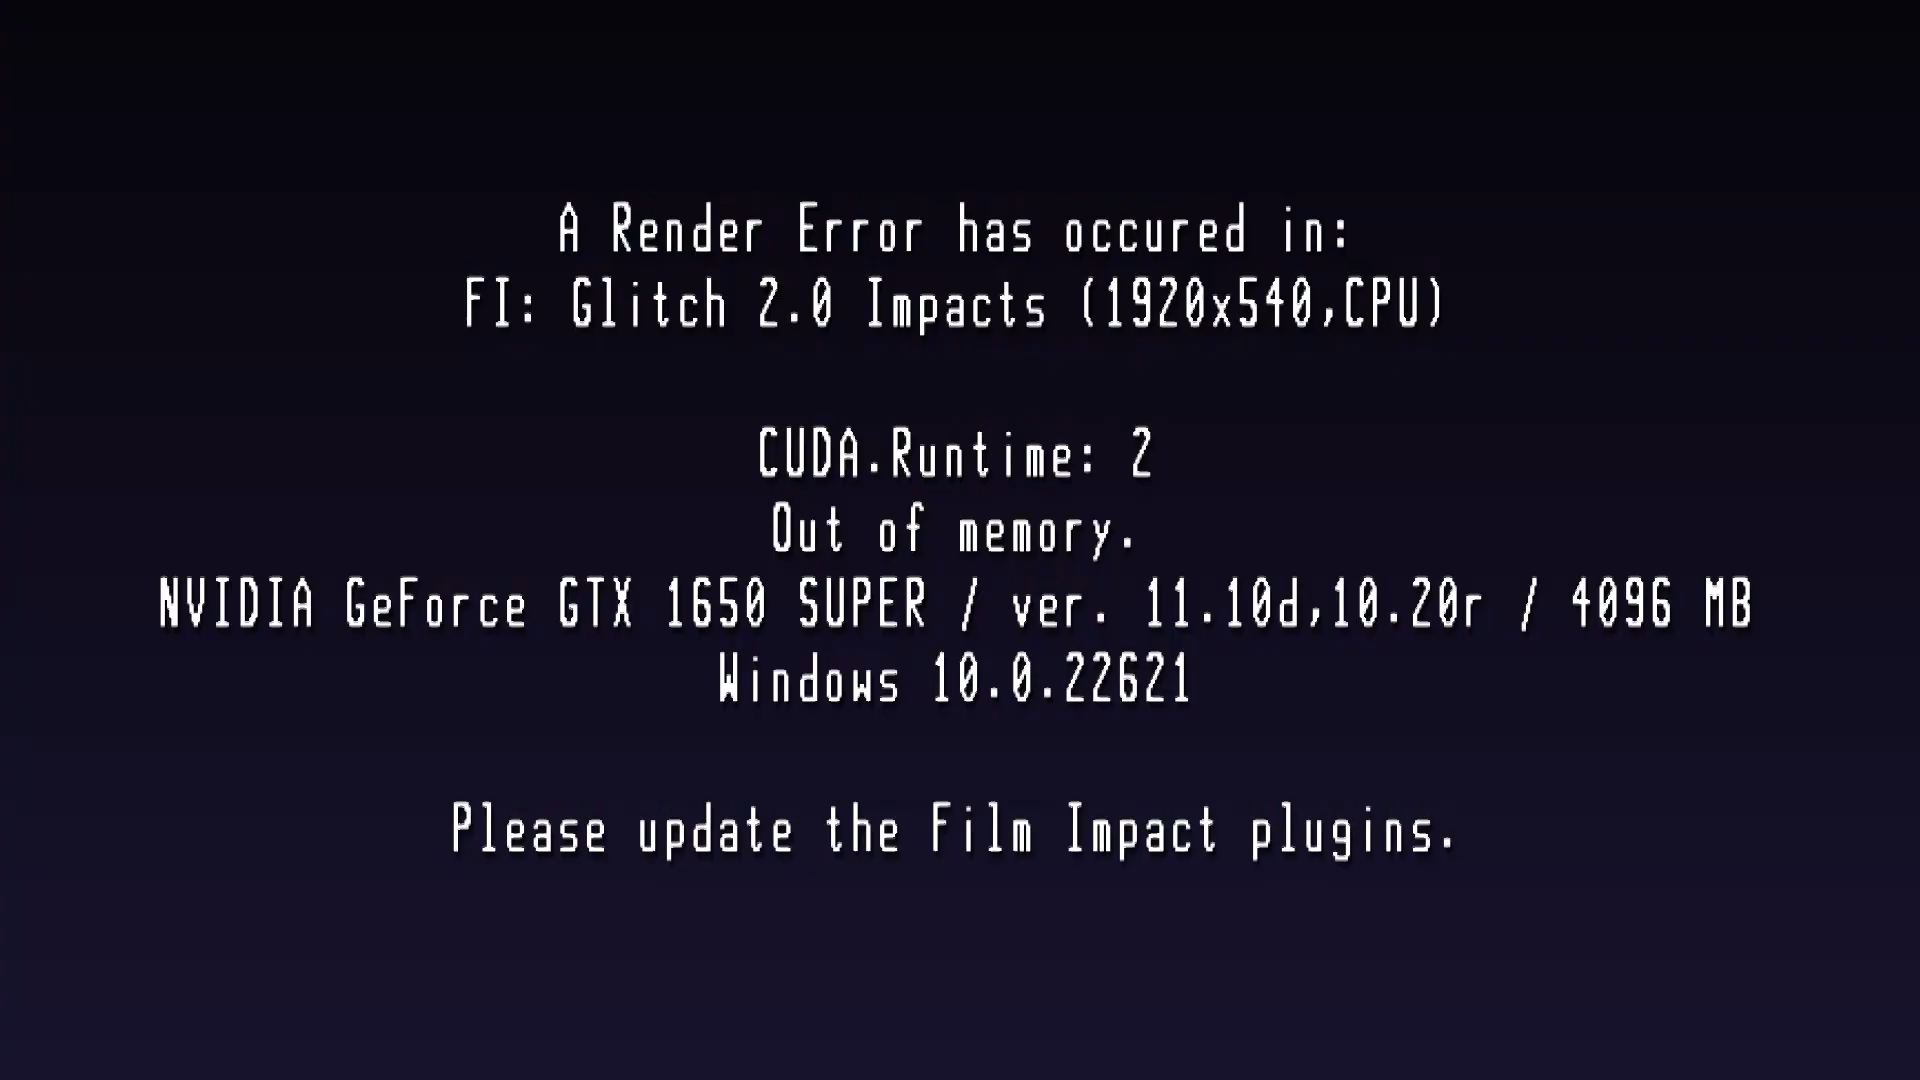 A Render Error has occured in:
FI: Glitch 2.0 Impacts (1920x540,CPU)
CUDA.Runtime: 2
Out of memory.
NVIDIA GeForce GTX 1650 SUPER / ver. 11.10d,10.20r / 4096 MB
Windows 10.0.22621
Please update the Film Impact plugins.